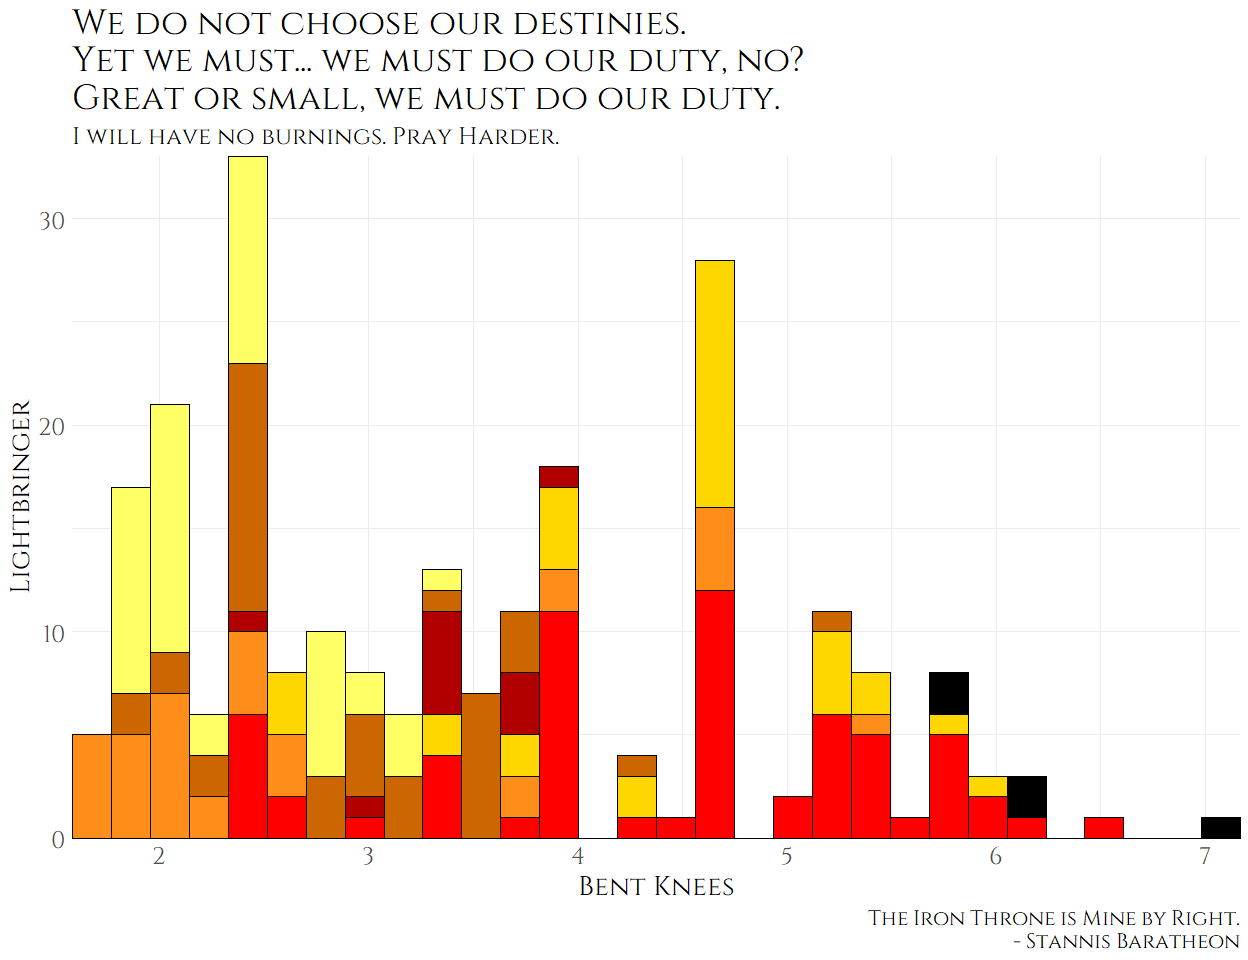 We do not choose our destinies.
Yet we must... we must do our duty, no?
Great or small, we must do our duty.
I will have no burnings. Pray Harder.
30
20
10
0
Lightbringer
2 3 4 5 6 7
Bent Knees
The Iron Throne is Mine by Right.
- Stannis Baratheon